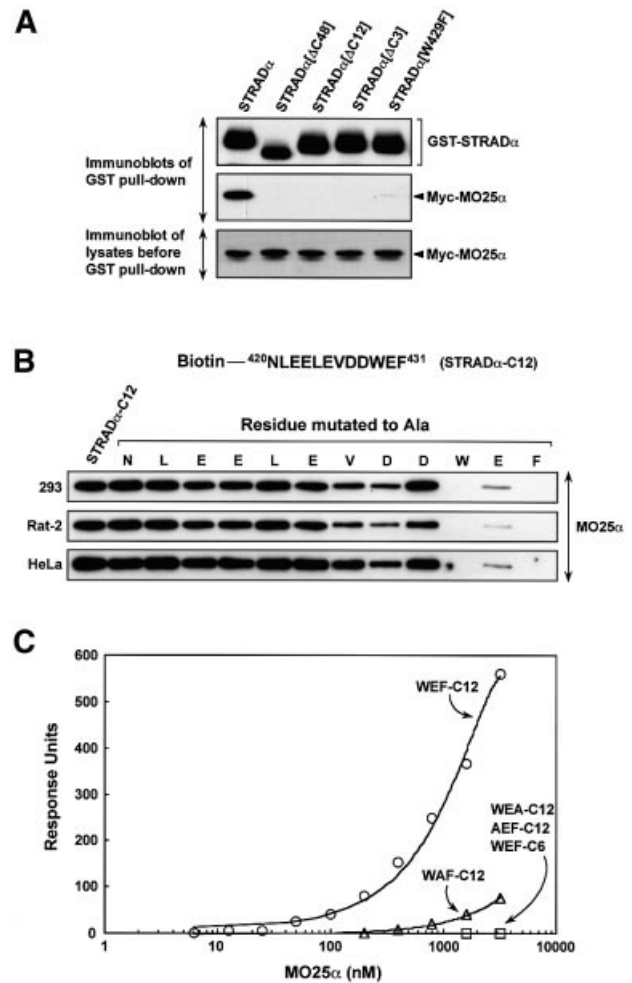 A
STRADα
STRADα[ΔC48]
STRADα[ΔC12]
STRADα[ΔC3]
STRADα[W429F]
Immunoblots of
GST pull-down
GST-STRADα
Myc-MO25α
Immunoblot of
lysates before
GST pull-down
Myc-MO25α
B
Biotin — ⁴²⁰NLEELEVDDWEF⁴³¹ (STRADα-C12)
STRADα-C12
Residue mutated to Ala
N L E E L E V D D W E F
293
Rat-2
HeLa
MO25α
C
Response Units
600
500
400
300
200
100
0
1 10 100 1000 10000
MO25α (nM)
WEF-C12
WAF-C12
WEA-C12
AEF-C12
WEF-C6